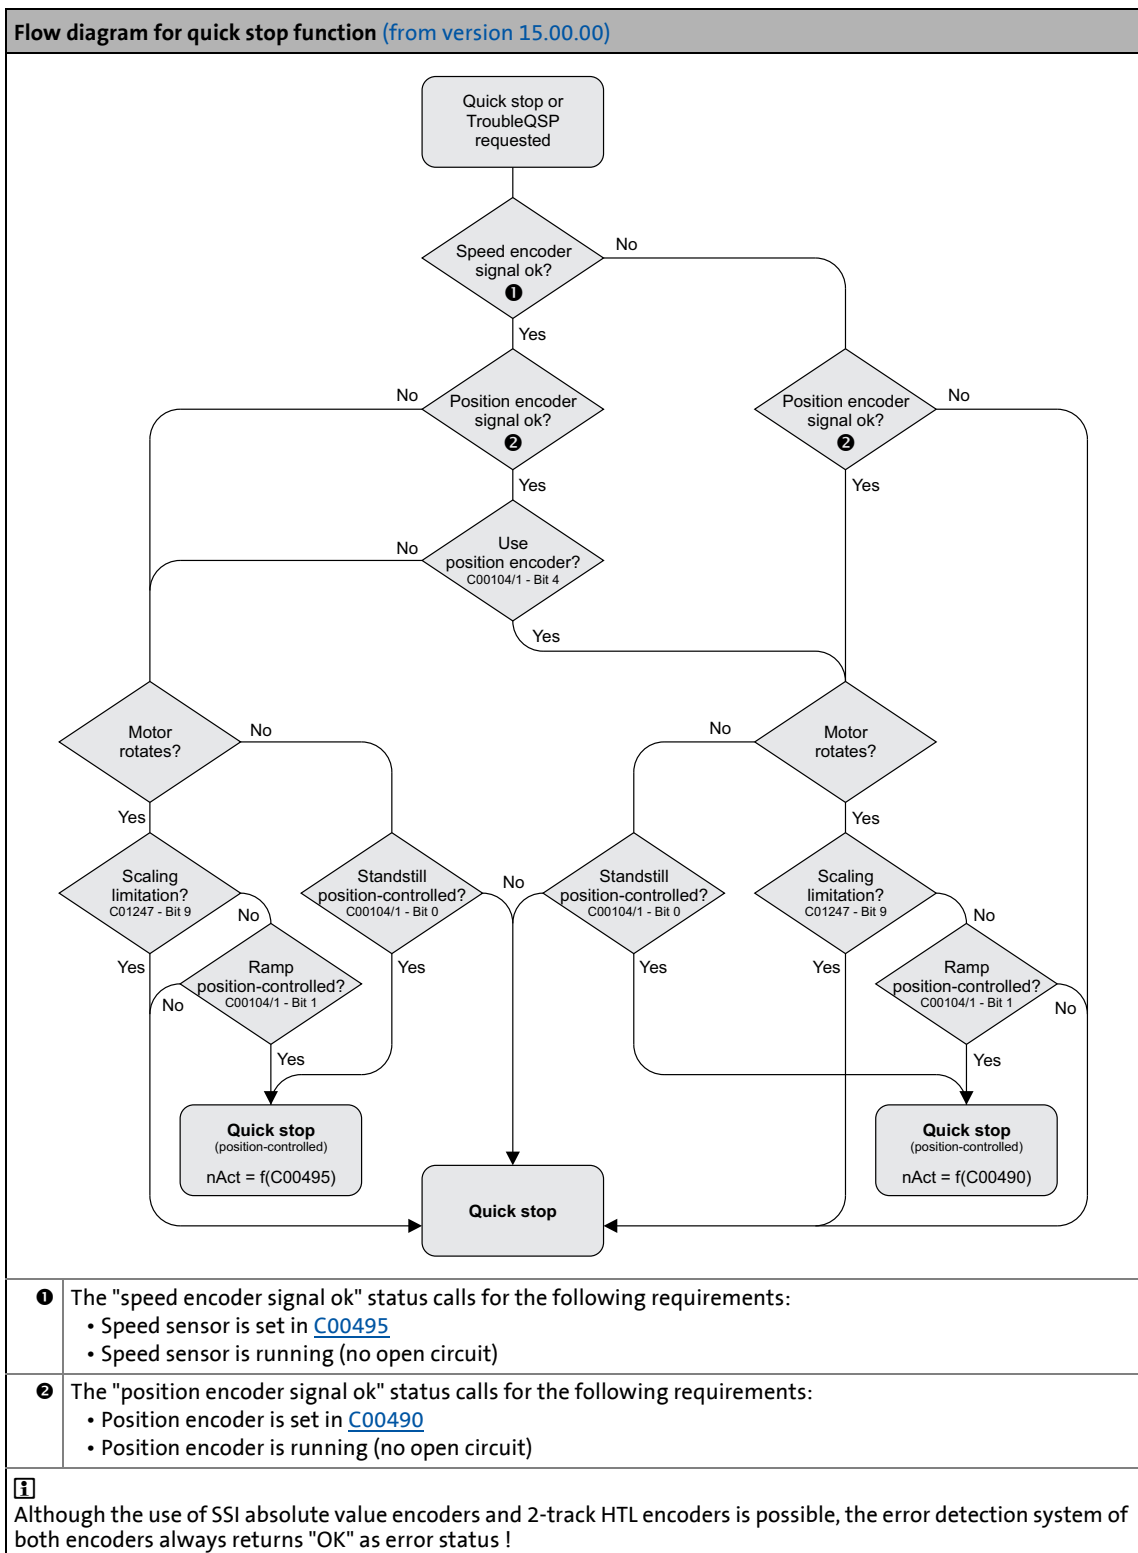 Flow diagram for quick stop function (from version 15.00.00)
Quick stop or
TroubleQSP
requested
Speed encoder
signal ok?
❶
No
Yes
No
Position encoder
signal ok?
❷
Position encoder
signal ok?
❷
No
Yes
Yes
No
Use
position encoder?
C00104/1 - Bit 4
Yes
Motor
rotates?
No
No
Motor
rotates?
Yes
Yes
Scaling
limitation?
C01247 - Bit 9
No
Standstill
position-controlled?
C00104/1 - Bit 0
No
Standstill
position-controlled?
C00104/1 - Bit 0
Scaling
limitation?
C01247 - Bit 9
No
Yes
Ramp
position-controlled?
C00104/1 - Bit 1
No
Yes
Yes
Yes
Yes
Ramp
position-controlled?
C00104/1 - Bit 1
No
Yes
Quick stop
(position-controlled)
nAct = f(C00495)
Quick stop
Quick stop
(position-controlled)
nAct = f(C00490)
❶ The "speed encoder signal ok" status calls for the following requirements:
• Speed sensor is set in C00495
• Speed sensor is running (no open circuit)
❷ The "position encoder signal ok" status calls for the following requirements:
• Position encoder is set in C00490
• Position encoder is running (no open circuit)
i
Although the use of SSI absolute value encoders and 2-track HTL encoders is possible, the error detection system of
both encoders always returns "OK" as error status !